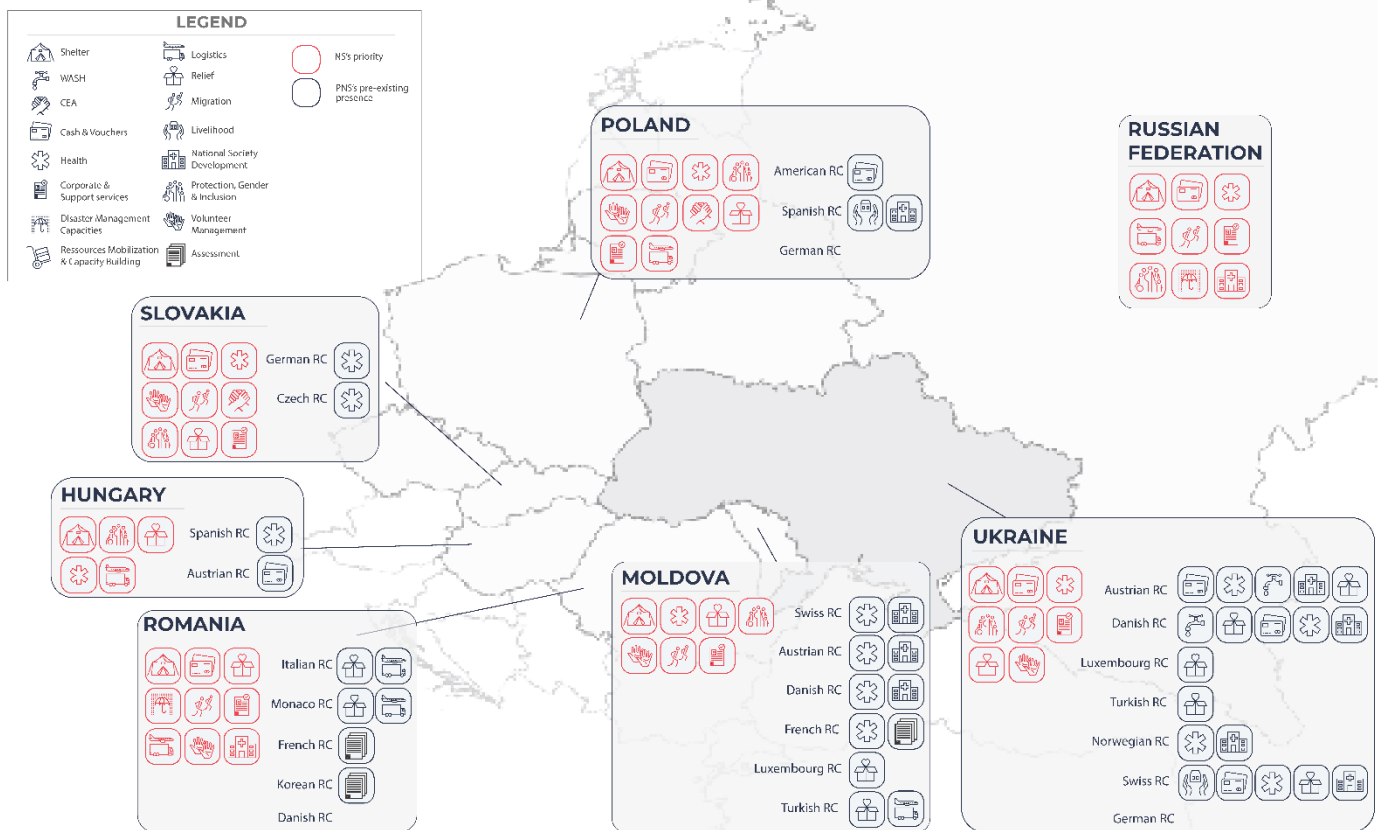 LEGEND
Shelter
WASH
CEA
Cash & Vouchers
Health
Corporate &
Support services
Disaster Management
Capacities
Ressources Mobilization
& Capacity Building
Logistics
Relief
Migration
Livelihood
National Society
Development
Protection, Gender
& Inclusion
Volunteer
Management
Assessment
NS's priority
PNS's pre-existing
presence
POLAND
American RC
Spanish RC
German RC
RUSSIAN
FEDERATION
SLOVAKIA
German RC
Czech RC
HUNGARY
Spanish RC
Austrian RC
ROMANIA
Italian RC
Monaco RC
French RC
Korean RC
Danish RC
MOLDOVA
Swiss RC
Austrian RC
Danish RC
French RC
Luxembourg RC
Turkish RC
UKRAINE
Austrian RC
Danish RC
Luxembourg RC
Turkish RC
Norwegian RC
Swiss RC
German RC